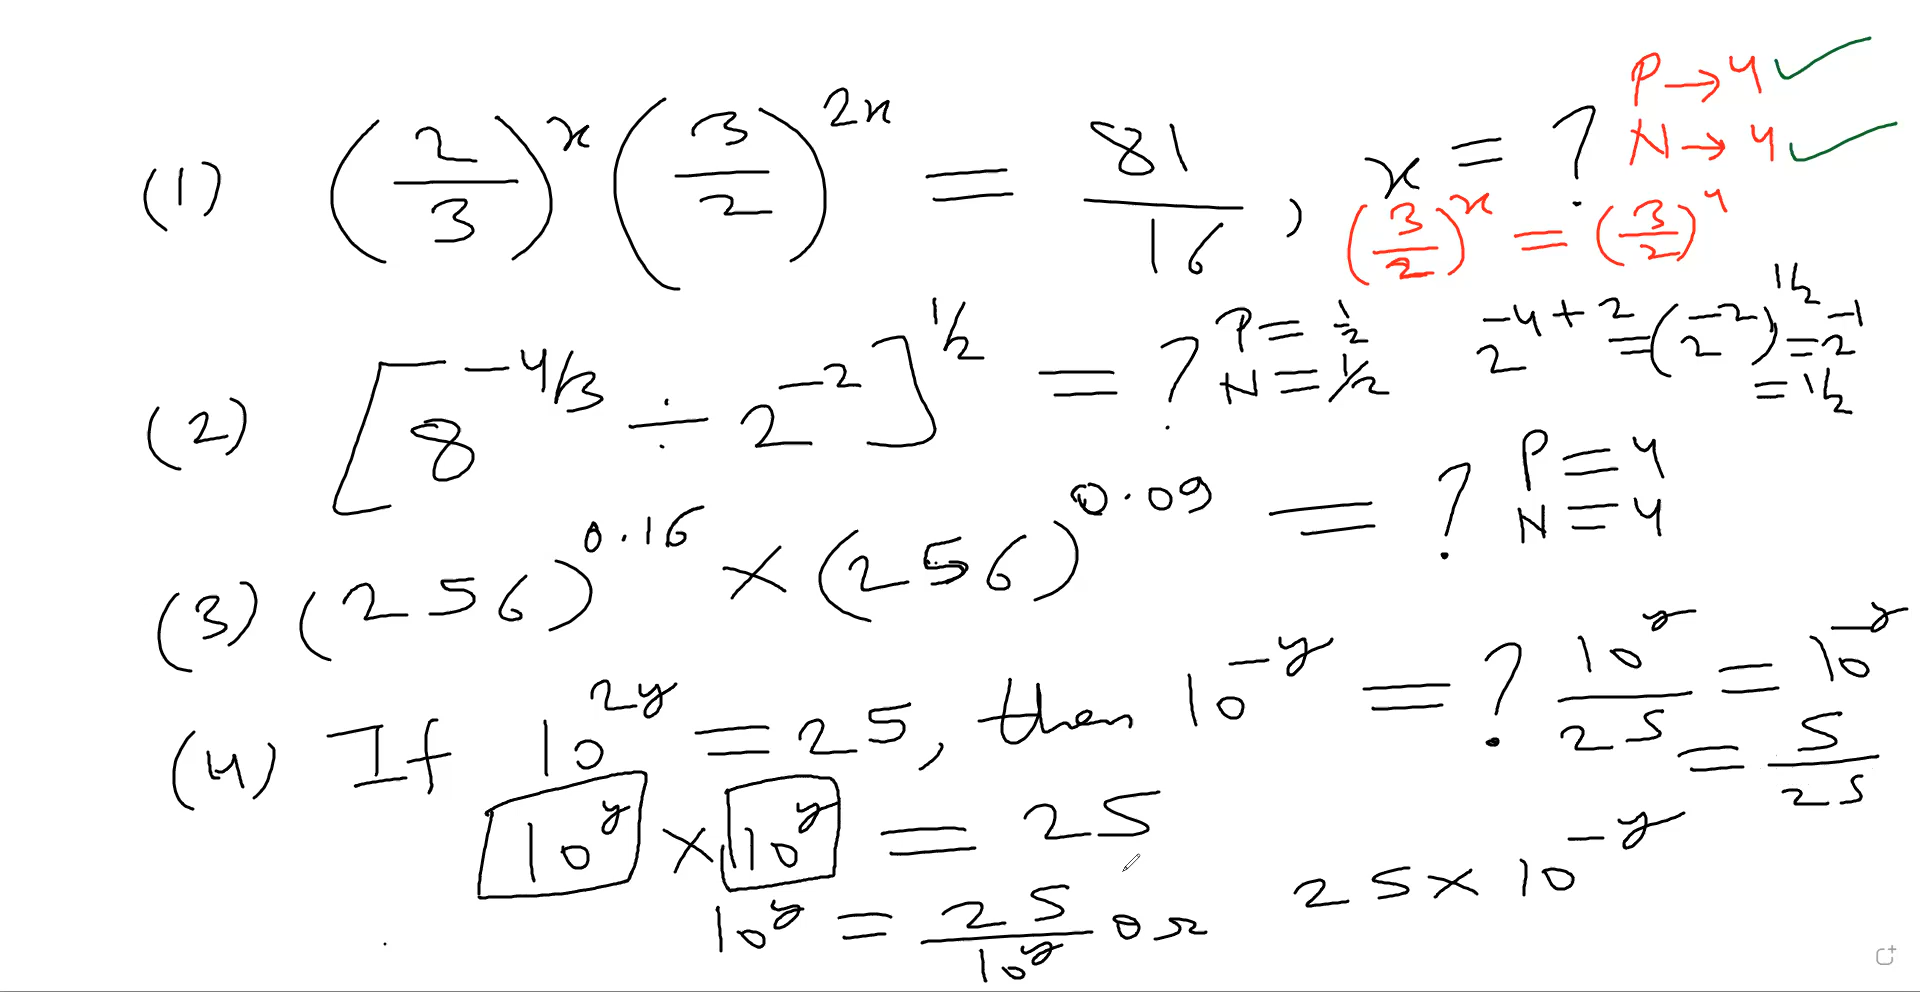 P → 4 ✓
(1) (2/3)^x (3/2)^2x = 81/16 , x = ? N → 4 ✓
(3/2)^x = (3/2)^4
(2) [8^-4/3 ÷ 2^-2]^1/2 = ? P = 1/2 2^-4+2 = (2^-2)^1/2 = 2^-1
N = 1/2 = 1/2
(3) (256)^0.16 × (256)^0.09 = ? P = 4
N = 4
(4) If 10^2y = 25, then 10^-y = ? 10^y/25 = 10^-y
= 5/25
10^y × 10^y = 25
25 × 10^-y
10^y = 25/10^y or